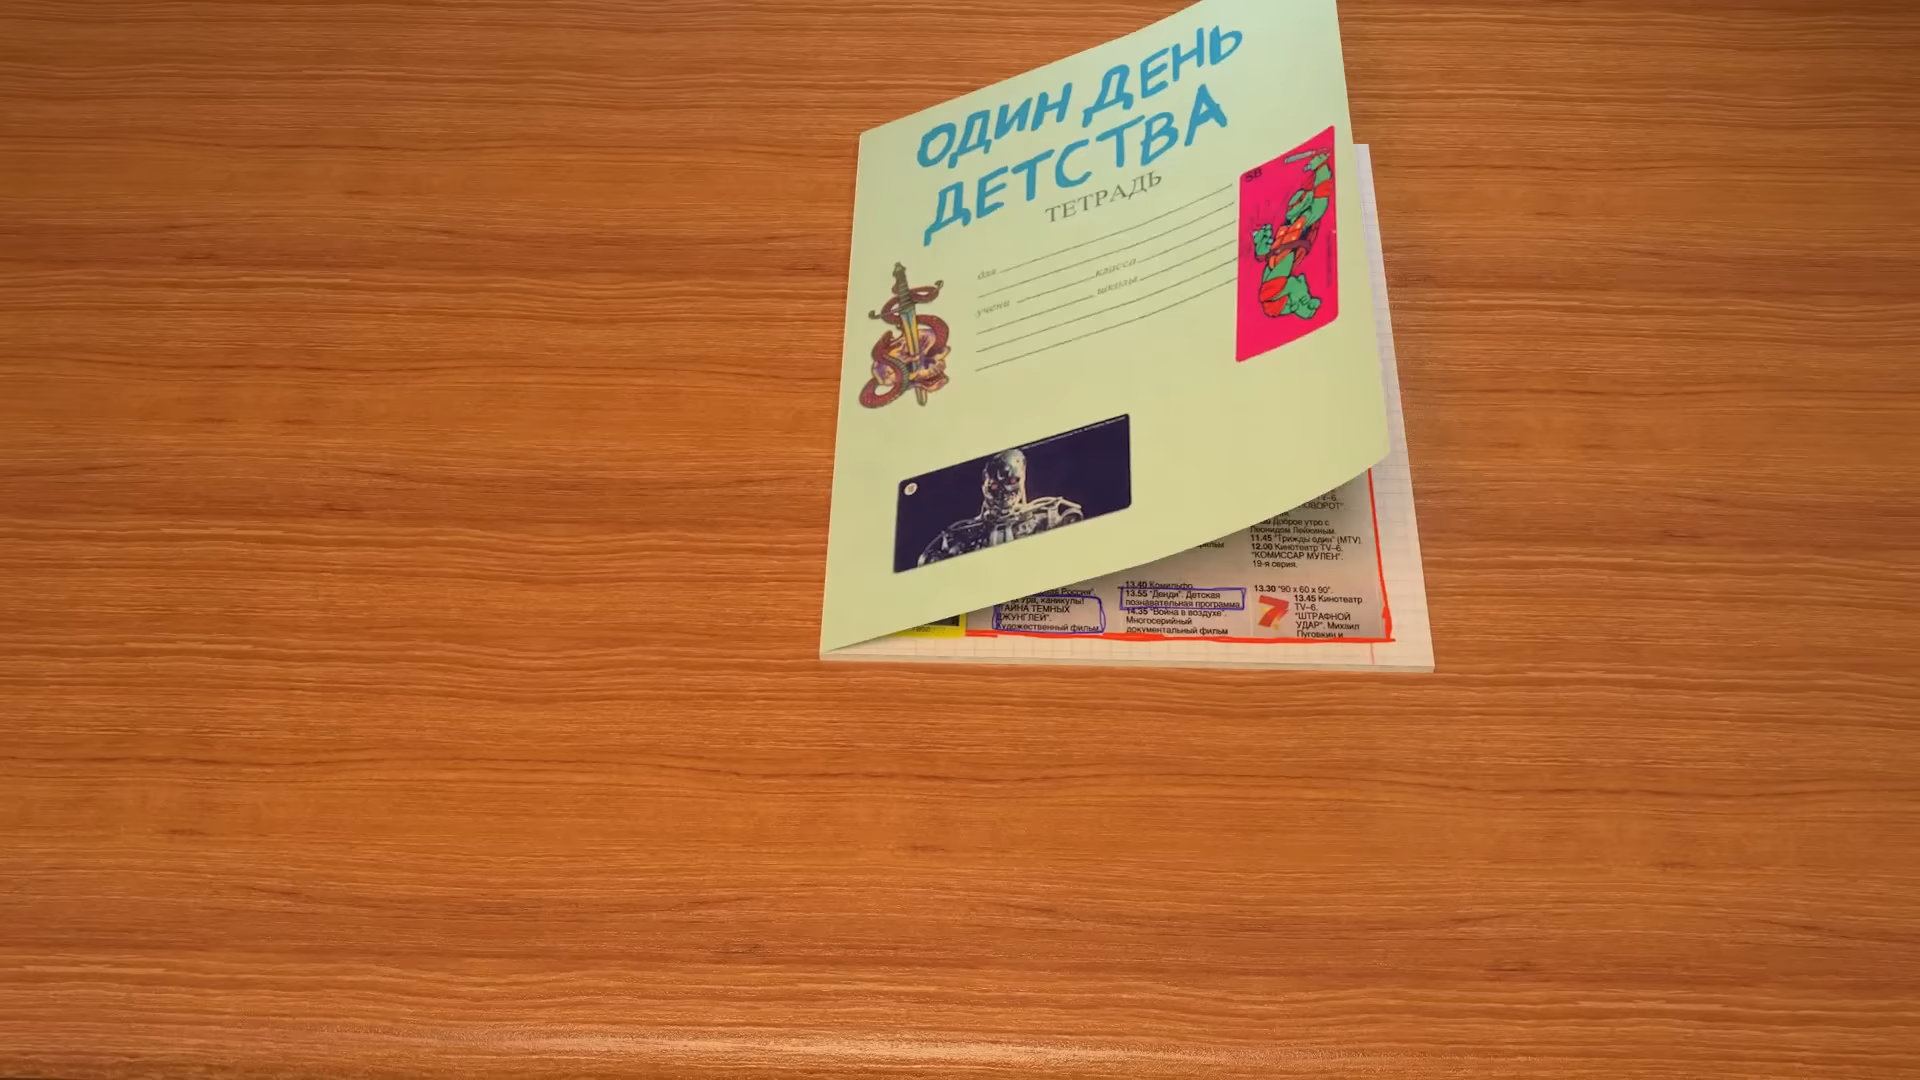 ОДИН ДЕНЬ
ДЕТСТВА
ТЕТРАДЬ
для
учени класса
школы
58
TV-6.
Доброе утро с
Леонидом Лейкиным.
11.45 "Трижды один" (MTV).
12.00 Кинотеатр TV-6.
"КОМИССАР МУЛЕН".
19-я серия.
Ура, каникулы!
"ТАЙНА ТЕМНЫХ
ДЖУНГЛЕЙ".
Художественный фильм
13.40 Комильфо.
13.55 "Денди". Детская
познавательная программа
14.35 "Война в воздухе".
Многосерийный
документальный фильм
13.30 "90 x 60 x 90".
7
13.45 Кинотеатр
TV-6.
"ШТРАФНОЙ
УДАР". Михаил
Пуговкин и